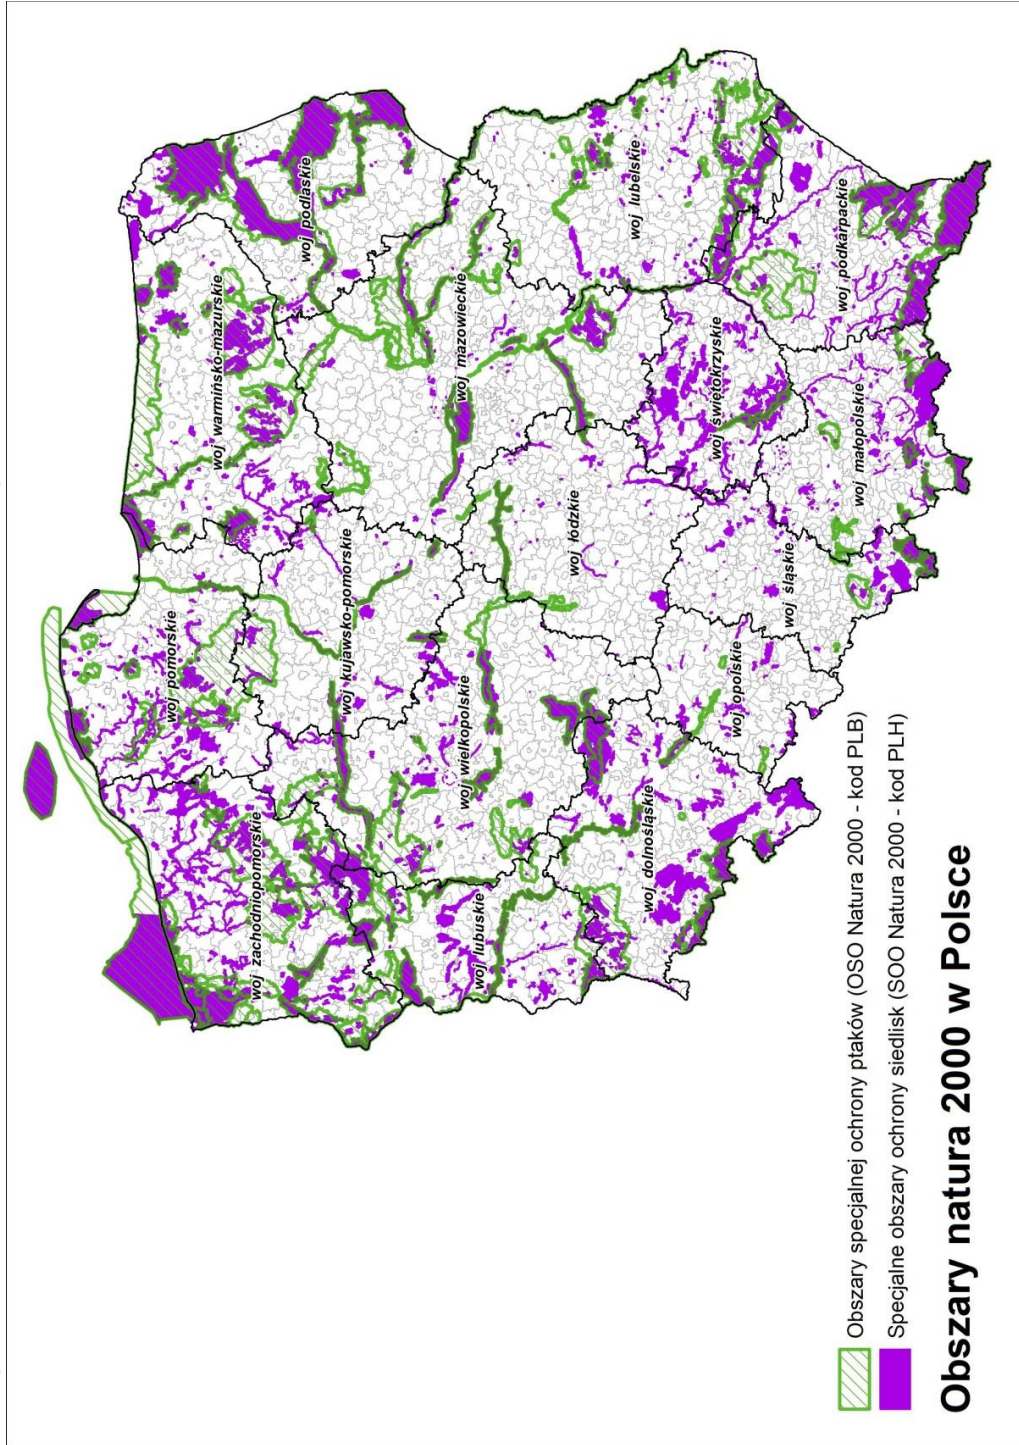 woj pomorskie
woj warmińsko-mazurskie
woj podlaskie
woj zachodniopomorskie
woj kujawsko-pomorskie
woj mazowieckie
woj wielkopolskie
woj lubuskie
woj łódzkie
woj lubelskie
woj dolnośląskie
woj opolskie
woj śląskie
woj świętokrzyskie
woj małopolskie
woj podkarpackie
Obszary specjalnej ochrony ptaków (OSO Natura 2000 - kod PLB)
Specjalne obszary ochrony siedlisk (SOO Natura 2000 - kod PLH)
Obszary natura 2000 w Polsce